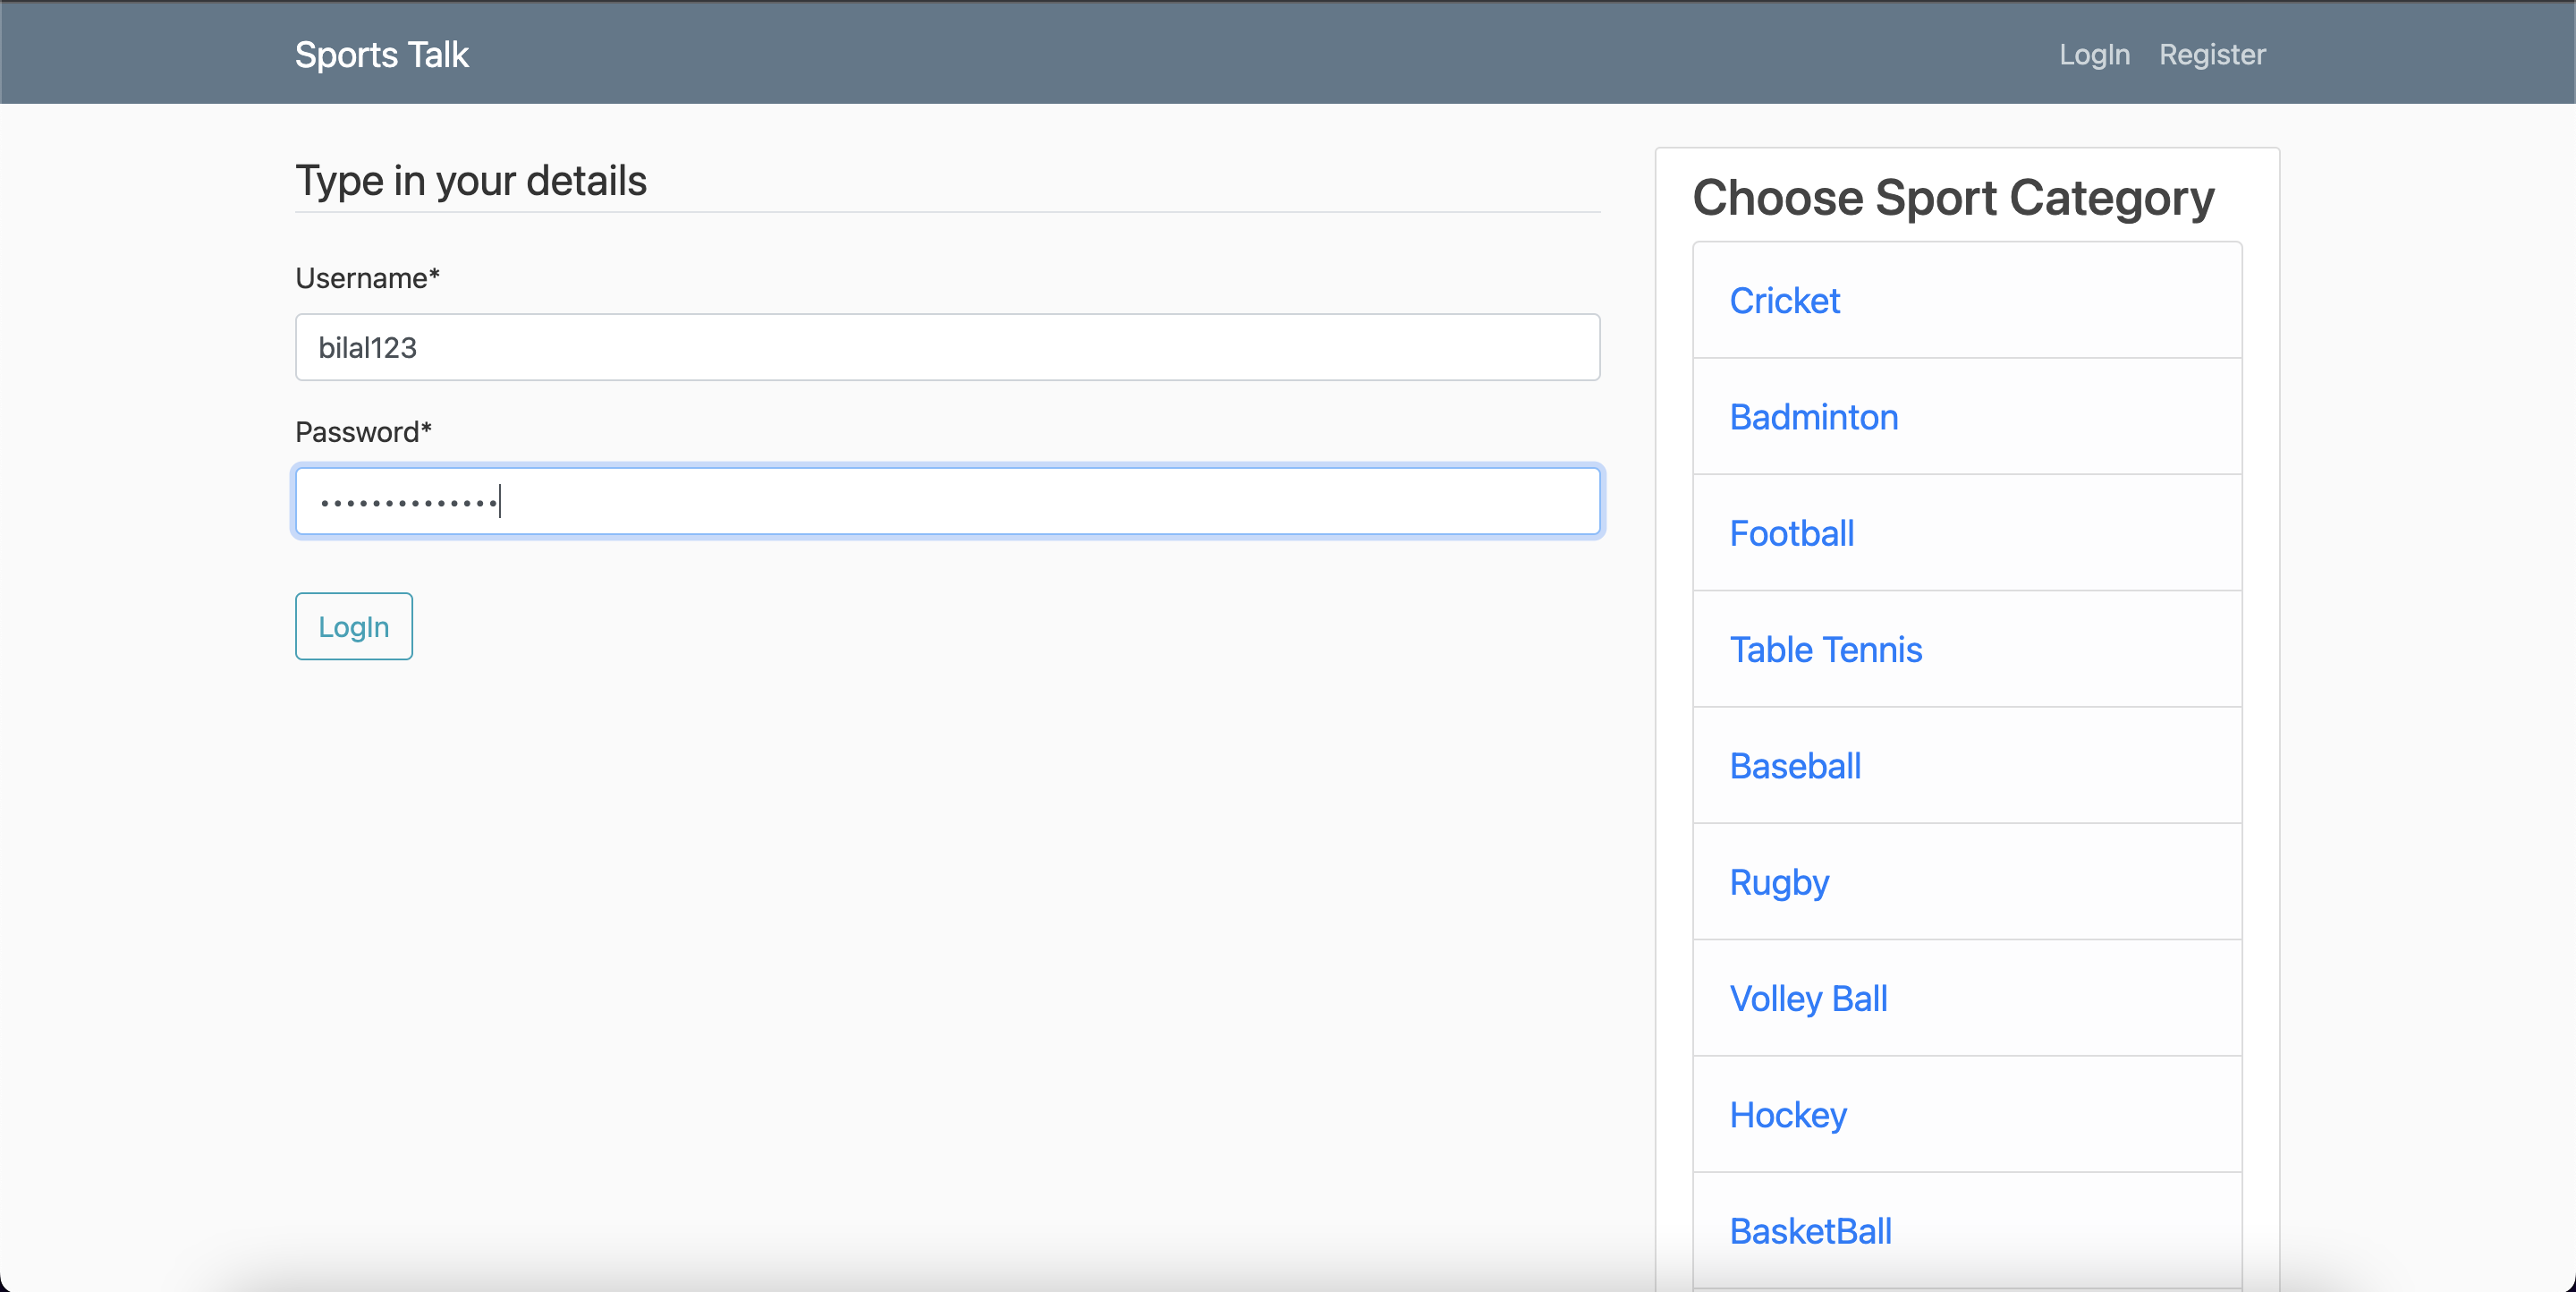 Sports Talk
LogIn Register
Type in your details
Username*
bilal123
Password*
••••••••••••••
LogIn
Choose Sport Category
Cricket
Badminton
Football
Table Tennis
Baseball
Rugby
Volley Ball
Hockey
BasketBall